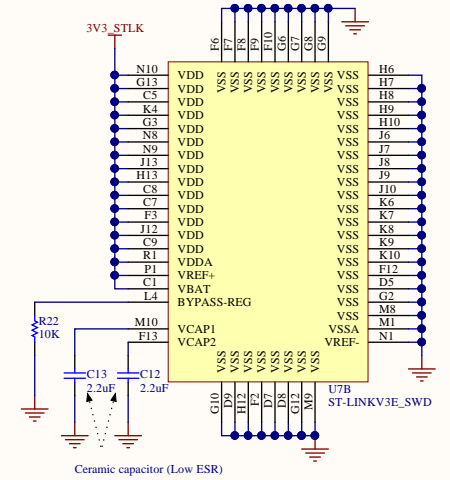 3V3_STLK
F6 F7 F8 F9 F10 G6 G7 G8 G9
VSS VSS VSS VSS VSS VSS VSS VSS VSS
N10 VDD VSS H6
G13 VDD VSS H7
C5 VDD VSS H8
K4 VDD VSS H9
G3 VDD VSS H10
N8 VDD VSS J6
N9 VDD VSS J7
J13 VDD VSS J8
H13 VDD VSS J9
C8 VDD VSS J10
C7 VDD VSS K6
F3 VDD VSS K7
J12 VDD VSS K8
C9 VDD VSS K9
R1 VDDA VSS K10
P1 VREF+ VSS F12
C1 VBAT VSS D5
L4 BYPASS-REG VSS G2
VSS M8
M10 VCAP1 VSSA M1
F13 VCAP2 VREF- N1
R22
10K
VSS VSS VSS VSS VSS VSS VSS VSS
C13
2.2uF
C12
2.2uF
G10 D9 H12 F2 D7 D8 G12 M9
U7B
ST-LINKV3E_SWD
Ceramic capacitor (Low ESR)